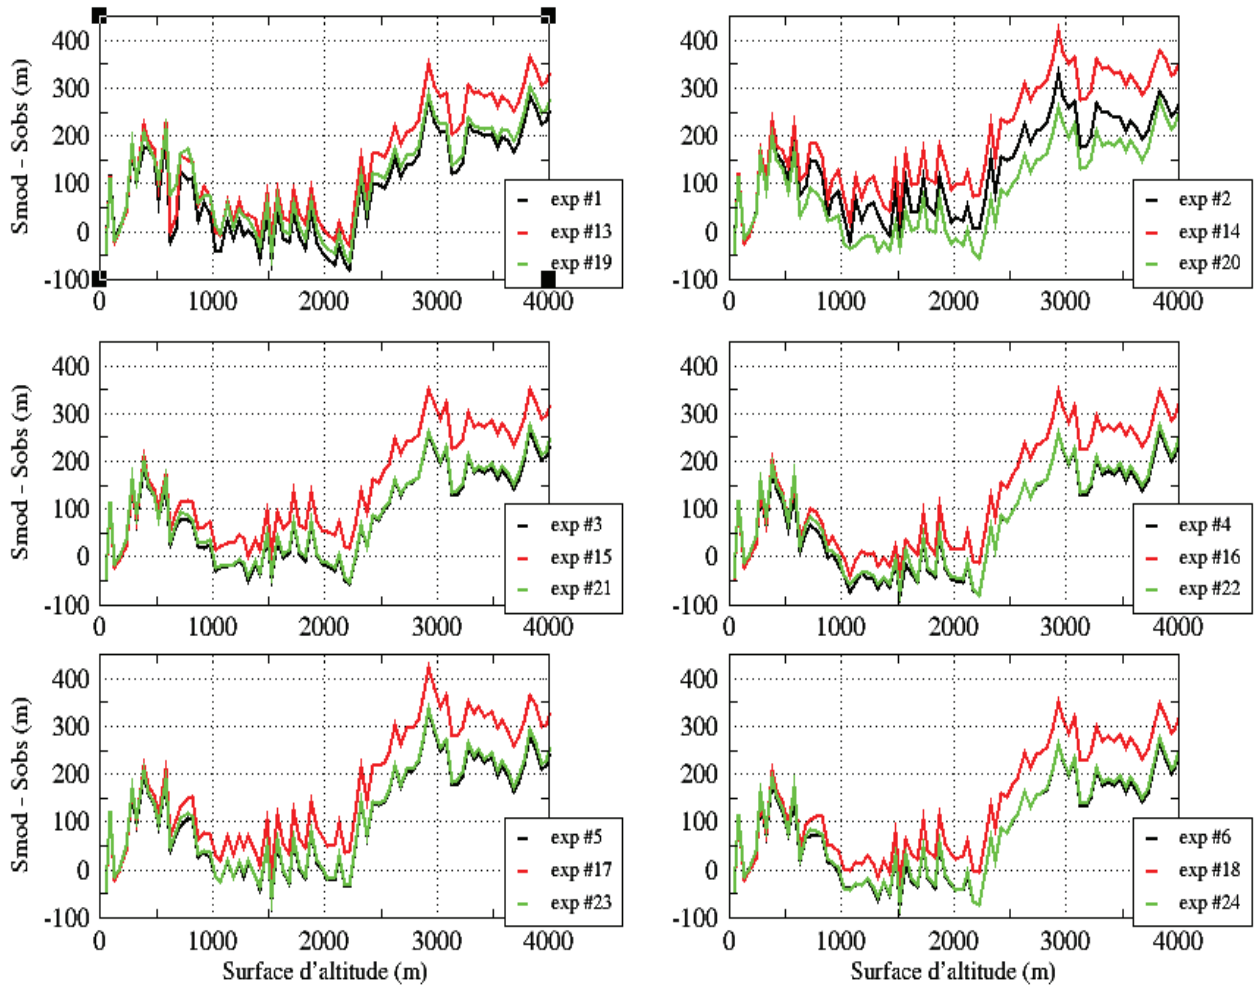 400
300
200
100
0
-100
Smod - Sobs (m)
exp #1
exp #13
exp #19
0 1000 2000 3000 4000
400
300
200
100
0
-100
exp #2
exp #14
exp #20
0 1000 2000 3000 4000
400
300
200
100
0
-100
Smod - Sobs (m)
exp #3
exp #15
exp #21
0 1000 2000 3000 4000
400
300
200
100
0
-100
exp #4
exp #16
exp #22
0 1000 2000 3000 4000
400
300
200
100
0
-100
Smod - Sobs (m)
exp #5
exp #17
exp #23
0 1000 2000 3000 4000
Surface d'altitude (m)
400
300
200
100
0
-100
exp #6
exp #18
exp #24
0 1000 2000 3000 4000
Surface d'altitude (m)